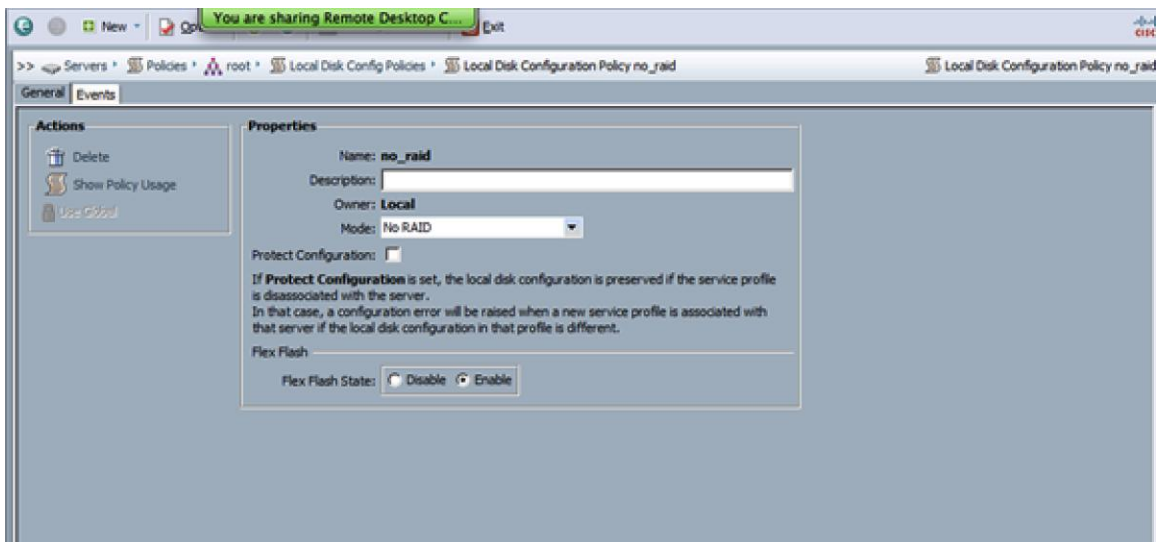 You are sharing Remote Desktop C...
New
Exit
cisc
>> Servers Policies root Local Disk Config Policies Local Disk Configuration Policy no_raid
Local Disk Configuration Policy no_raid
General Events
Actions
Delete
Show Policy Usage
Use Global
Properties
Name: no_raid
Description:
Owner: Local
Mode: No RAID
Protect Configuration:
If Protect Configuration is set, the local disk configuration is preserved if the service profile
is disassociated with the server.
In that case, a configuration error will be raised when a new service profile is associated with
that server if the local disk configuration in that profile is different.
Flex Flash
Flex Flash State: Disable Enable